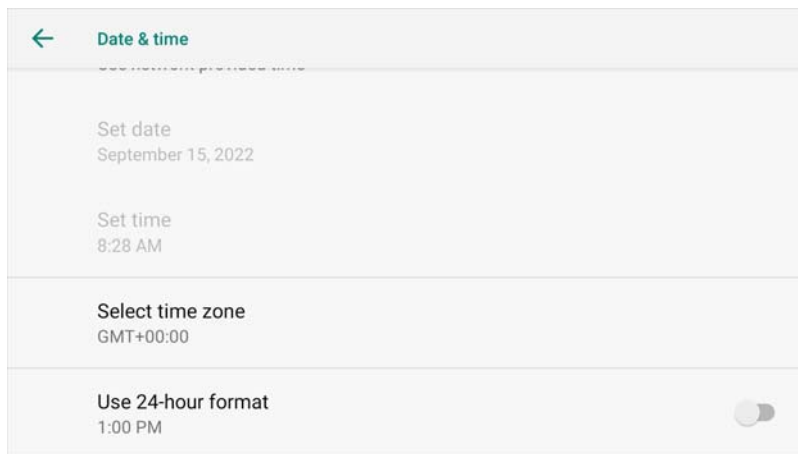 Date & time
Set date
September 15, 2022
Set time
8:28 AM
Select time zone
GMT+00:00
Use 24-hour format
1:00 PM